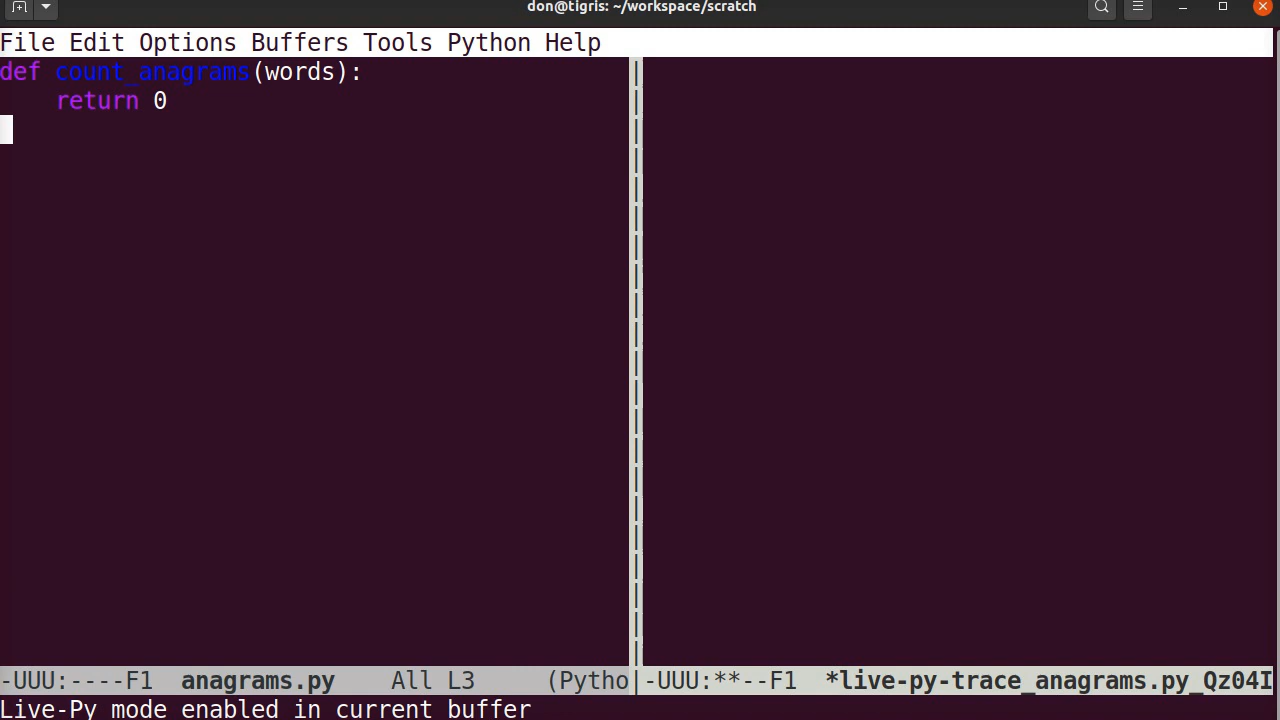 don@tigris: ~/workspace/scratch
File Edit Options Buffers Tools Python Help
def count_anagrams(words):
    return 0
-UUU:----F1  anagrams.py    All L3     (Pytho|-UUU:**--F1  *live-py-trace_anagrams.py_Qz04I
Live-Py mode enabled in current buffer